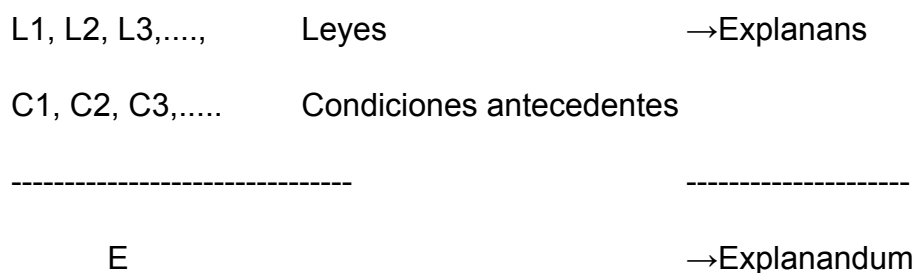 L1, L2, L3,...., Leyes →Explanans
C1, C2, C3,..... Condiciones antecedentes
-------------------------------- ---------------------
E →Explanandum